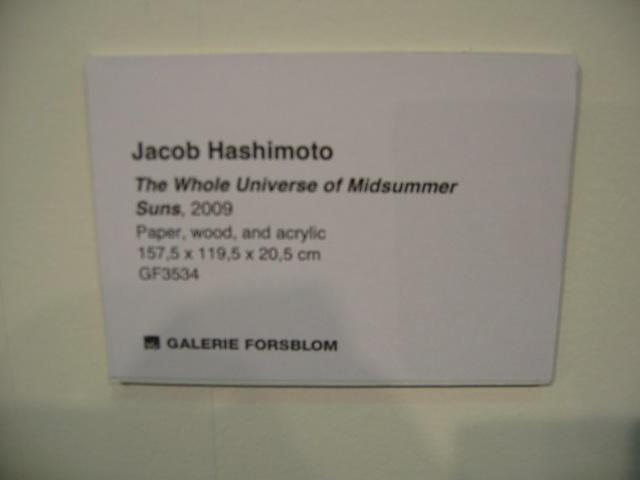 Jacob Hashimoto
The Whole Universe of Midsummer
Suns, 2009
Paper, wood, and acrylic
157,5 x 119,5 x 20,5 cm
GF3534
GALERIE FORSBLOM